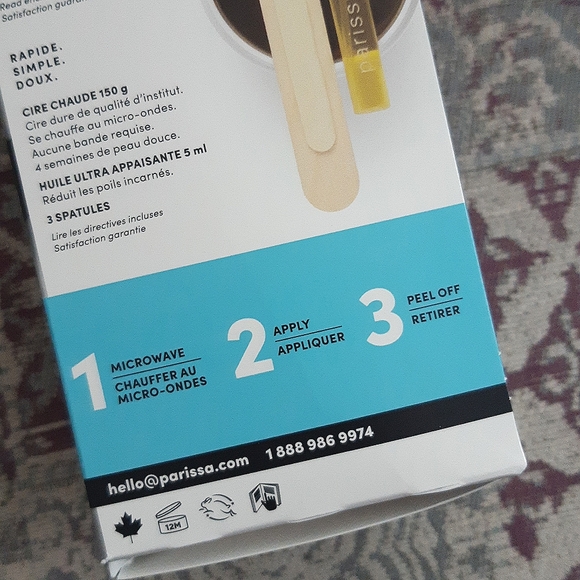 Satisfaction
RAPIDE.
SIMPLE.
DOUX.
CIRE CHAUDE 150 g
Cire dure de qualité d'institut.
Se chauffe au micro-ondes.
Aucune bande requise.
4 semaines de peau douce.
HUILE ULTRA APPAISANTE 5 ml
Réduit les poils incarnés.
3 SPATULES
Lire les directives incluses
Satisfaction garantie
pariss
1 MICROWAVE
CHAUFFER AU
MICRO-ONDES
2 APPLY
APPLIQUER
3 PEEL OFF
RETIRER
hello@parissa.com 1 888 986 9974
12M